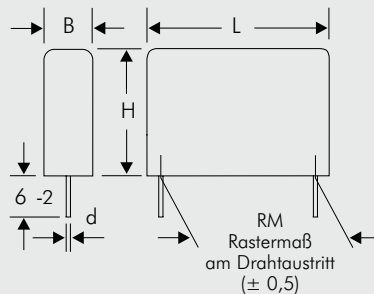 B
L
H
6 -2
d
RM
Rastermaß
am Drahtaustritt
(± 0,5)